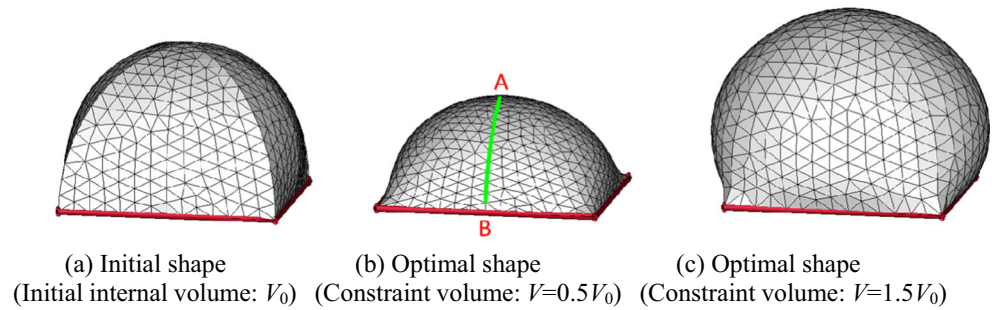 A
B
(a) Initial shape
(Initial internal volume: V₀)
(b) Optimal shape
(Constraint volume: V=0.5V₀)
(c) Optimal shape
(Constraint volume: V=1.5V₀)